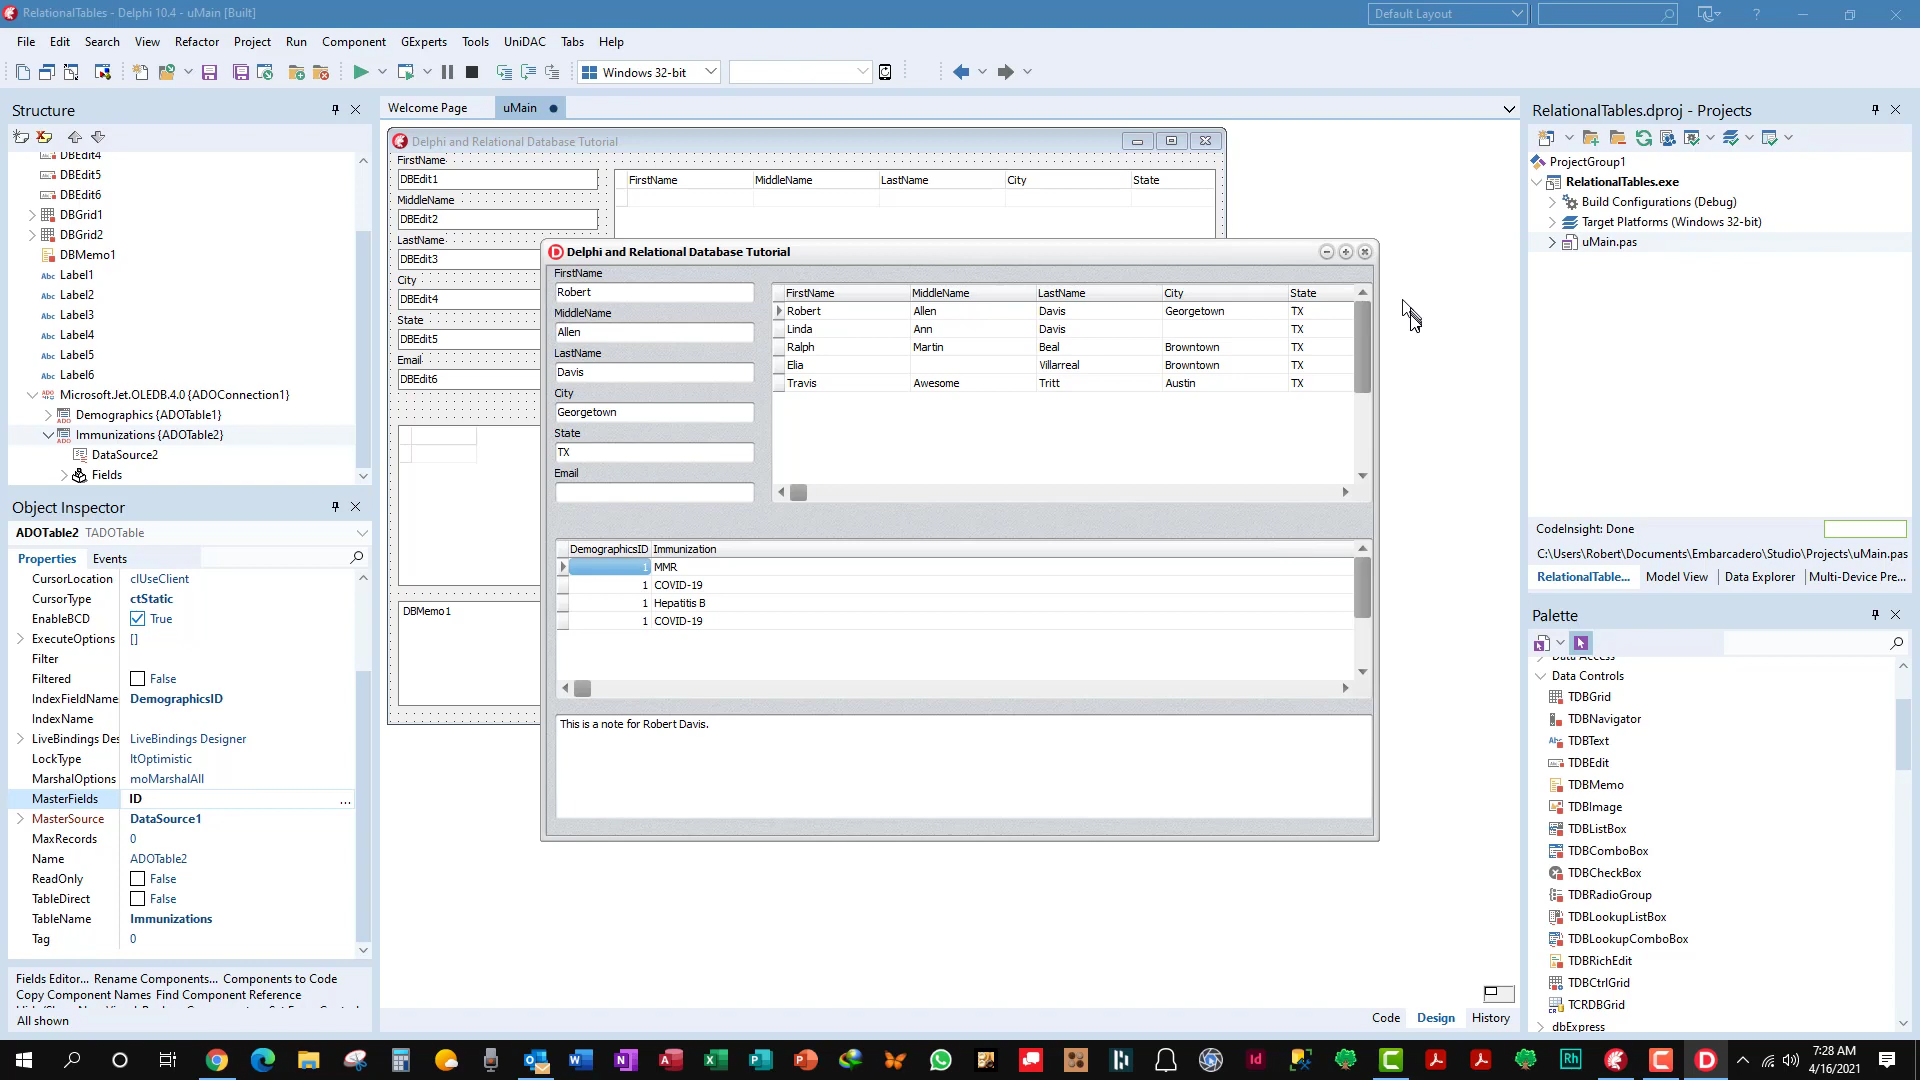 RelationalTables - Delphi 10.4 - uMain [Built]
Default Layout
File Edit Search View Refactor Project Run Component GExperts Tools UniDAC Tabs Help
Windows 32-bit
Structure
DBEdit4
DBEdit5
DBEdit6
DBGrid1
DBGrid2
DBMemo1
Label1
Label2
Label3
Label4
Label5
Label6
Microsoft.Jet.OLEDB.4.0 {ADOConnection1}
Demographics {ADOTable1}
Immunizations {ADOTable2}
DataSource2
Fields
Object Inspector
ADOTable2 TADOTable
Properties Events
CursorLocation clUseClient
CursorType ctStatic
EnableBCD True
ExecuteOptions []
Filter
Filtered False
IndexFieldName DemographicsID
IndexName
LiveBindings Des LiveBindings Designer
LockType ltOptimistic
MarshalOptions moMarshalAll
MasterFields ID ...
MasterSource DataSource1
MaxRecords 0
Name ADOTable2
ReadOnly False
TableDirect False
TableName Immunizations
Tag 0
Fields Editor... Rename Components... Components to Code
Copy Component Names Find Component Reference
All shown
Welcome Page uMain
Delphi and Relational Database Tutorial
FirstName
DBEdit1
MiddleName
DBEdit2
LastName
DBEdit3
City
DBEdit4
State
DBEdit5
Email
DBEdit6
FirstName MiddleName LastName City State
DBMemo1
Delphi and Relational Database Tutorial
FirstName
Robert
MiddleName
Allen
LastName
Davis
City
Georgetown
State
TX
Email
FirstName MiddleName LastName City State
Robert Allen Davis Georgetown TX
Linda Ann Davis TX
Ralph Martin Beal Browntown TX
Elia Villarreal Browntown TX
Travis Awesome Tritt Austin TX
DemographicsID Immunization
1 MMR
1 COVID-19
1 Hepatitis B
1 COVID-19
This is a note for Robert Davis.
Code Design History
RelationalTables.dproj - Projects
ProjectGroup1
RelationalTables.exe
Build Configurations (Debug)
Target Platforms (Windows 32-bit)
uMain.pas
CodeInsight: Done
C:\Users\Robert\Documents\Embarcadero\Studio\Projects\uMain.pas
RelationalTable... Model View Data Explorer Multi-Device Pre...
Palette
Data Access
Data Controls
TDBGrid
TDBNavigator
TDBText
TDBEdit
TDBMemo
TDBImage
TDBListBox
TDBComboBox
TDBCheckBox
TDBRadioGroup
TDBLookupListBox
TDBLookupComboBox
TDBRichEdit
TDBCtrlGrid
TCRDBGrid
dbExpress
7:28 AM
4/16/2021